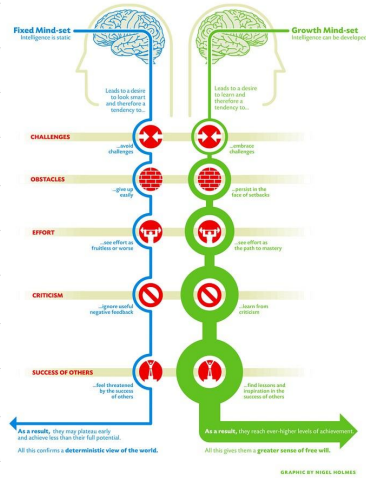 Fixed Mind-set
Intelligence is static
Growth Mind-set
Intelligence can be developed
Leads to a desire
to look smart
and therefore a
tendency to...
Leads to a desire
to learn and
therefore a
tendency to...
CHALLENGES
...avoid
challenges
...embrace
challenges
OBSTACLES
...give up
easily
...persist in the
face of setbacks
EFFORT
...see effort as
fruitless or worse
...see effort as
the path to mastery
CRITICISM
...ignore useful
negative feedback
...learn from
criticism
SUCCESS OF OTHERS
...feel threatened
by the success
of others
...find lessons and
inspiration in the
success of others
As a result, they may plateau early
and achieve less than their full potential.
All this confirms a deterministic view of the world.
As a result, they reach ever-higher levels of achievement.
All this gives them a greater sense of free will.
GRAPHIC BY NIGEL HOLMES